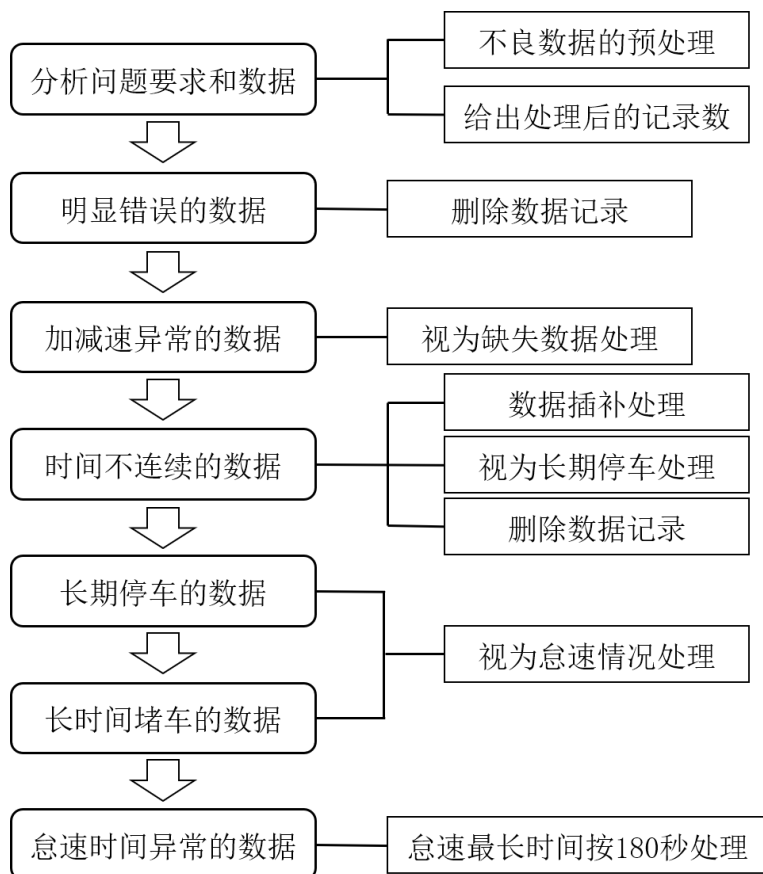 分析问题要求和数据
不良数据的预处理
给出处理后的记录数
明显错误的数据
删除数据记录
加减速异常的数据
视为缺失数据处理
时间不连续的数据
数据插补处理
视为长期停车处理
删除数据记录
长期停车的数据
视为怠速情况处理
长时间堵车的数据
怠速时间异常的数据
怠速最长时间按180秒处理